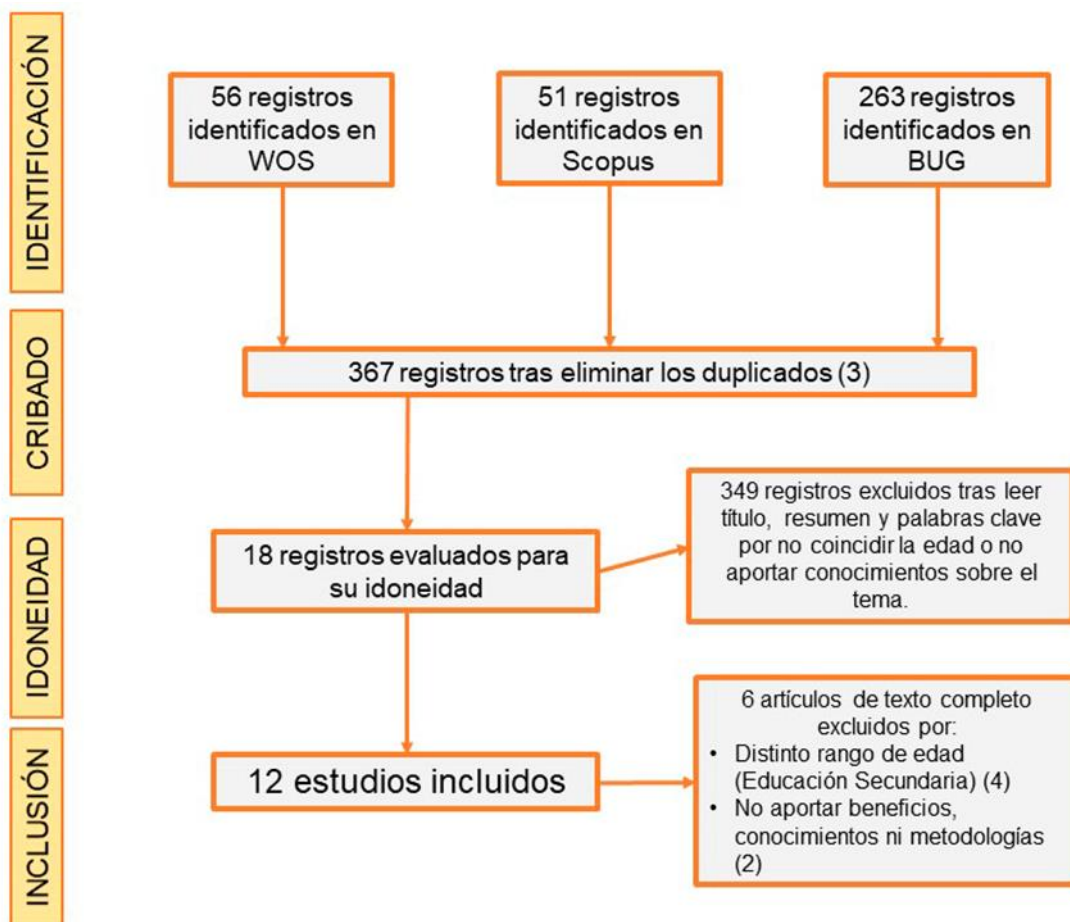 IDENTIFICACIÓN
56 registros
identificados en
WOS
51 registros
identificados en
Scopus
263 registros
identificados en
BUG
CRIBADO
367 registros tras eliminar los duplicados (3)
IDONEIDAD
18 registros evaluados para
su idoneidad
349 registros excluidos tras leer
título, resumen y palabras clave
por no coincidir la edad o no
aportar conocimientos sobre el
tema.
INCLUSIÓN
12 estudios incluidos
6 artículos de texto completo
excluidos por:
• Distinto rango de edad
(Educación Secundaria) (4)
• No aportar beneficios,
conocimientos ni metodologías
(2)